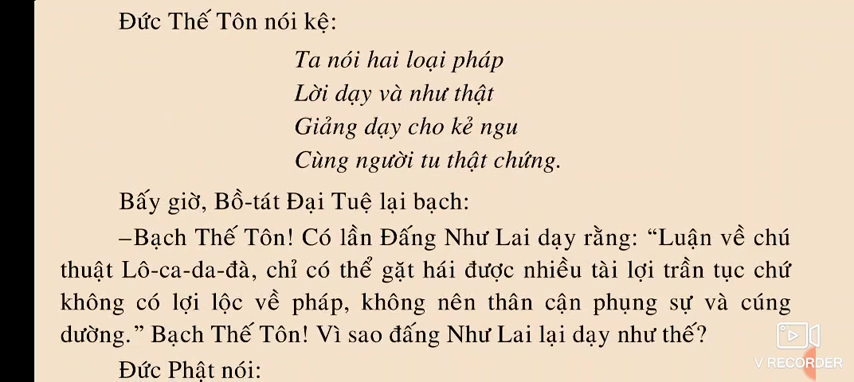 Đức Thế Tôn nói kệ:
Ta nói hai loại pháp
Lời dạy và như thật
Giảng dạy cho kẻ ngu
Cùng người tu thật chứng.
Bấy giờ, Bồ-tát Đại Tuệ lại bạch:
–Bạch Thế Tôn! Có lần Đấng Như Lai dạy rằng: “Luận về chú
thuật Lô-ca-da-đà, chỉ có thể gặt hái được nhiều tài lợi trần tục chứ
không có lợi lộc về pháp, không nên thân cận phụng sự và cúng
dường.” Bạch Thế Tôn! Vì sao đấng Như Lai lại dạy như thế?
V RECORDER
Đức Phật nói: